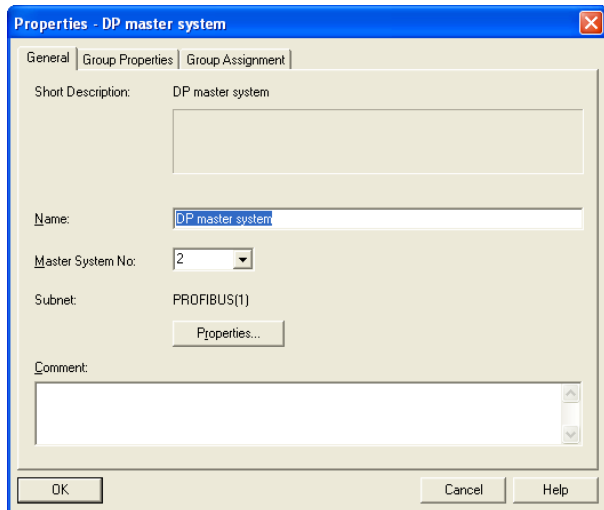 Properties - DP master system
General Group Properties Group Assignment
Short Description: DP master system
Name: DP master system
Master System No: 2
Subnet: PROFIBUS(1)
Properties...
Comment:
OK Cancel Help